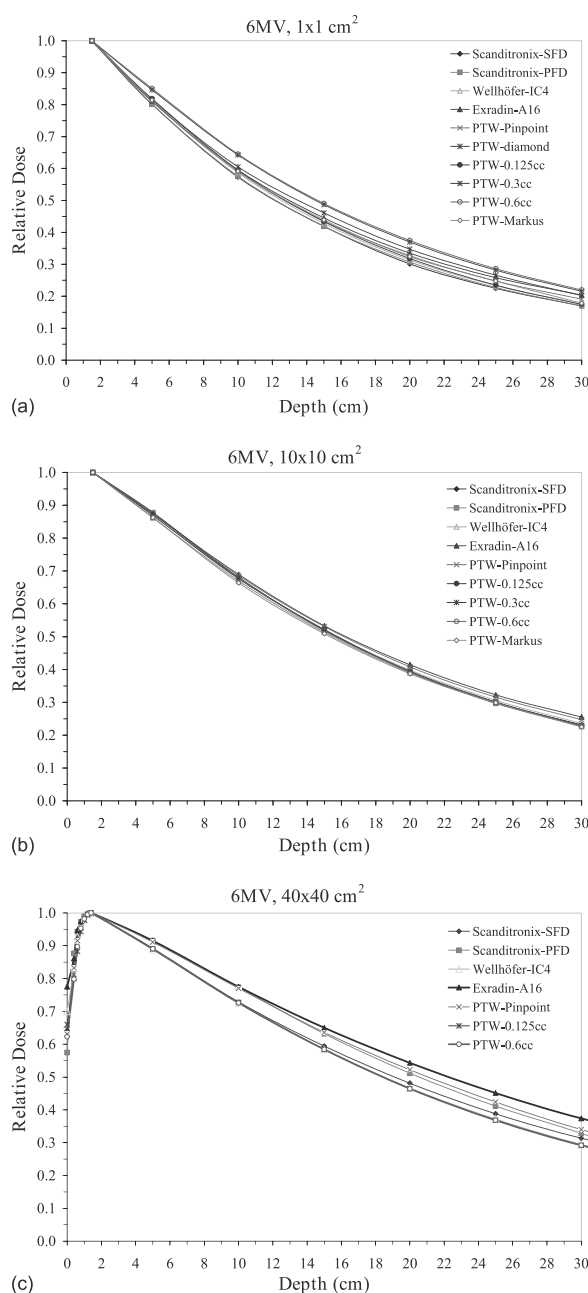 6MV, 1x1 cm²
1.0
0.9
0.8
0.7
0.6
0.5
0.4
0.3
0.2
0.1
0.0
Relative Dose
Scanditronix-SFD
Scanditronix-PFD
Wellhöfer-IC4
Exradin-A16
PTW-Pinpoint
PTW-diamond
PTW-0.125cc
PTW-0.3cc
PTW-0.6cc
PTW-Markus
0 2 4 6 8 10 12 14 16 18 20 22 24 26 28 30
(a)
Depth (cm)
6MV, 10x10 cm²
1.0
0.9
0.8
0.7
0.6
0.5
0.4
0.3
0.2
0.1
0.0
Relative Dose
Scanditronix-SFD
Scanditronix-PFD
Wellhöfer-IC4
Exradin-A16
PTW-Pinpoint
PTW-0.125cc
PTW-0.3cc
PTW-0.6cc
PTW-Markus
0 2 4 6 8 10 12 14 16 18 20 22 24 26 28 30
(b)
Depth (cm)
6MV, 40x40 cm²
1.0
0.9
0.8
0.7
0.6
0.5
0.4
0.3
0.2
0.1
0.0
Relative Dose
Scanditronix-SFD
Scanditronix-PFD
Wellhöfer-IC4
Exradin-A16
PTW-Pinpoint
PTW-0.125cc
PTW-0.6cc
0 2 4 6 8 10 12 14 16 18 20 22 24 26 28 30
(c)
Depth (cm)